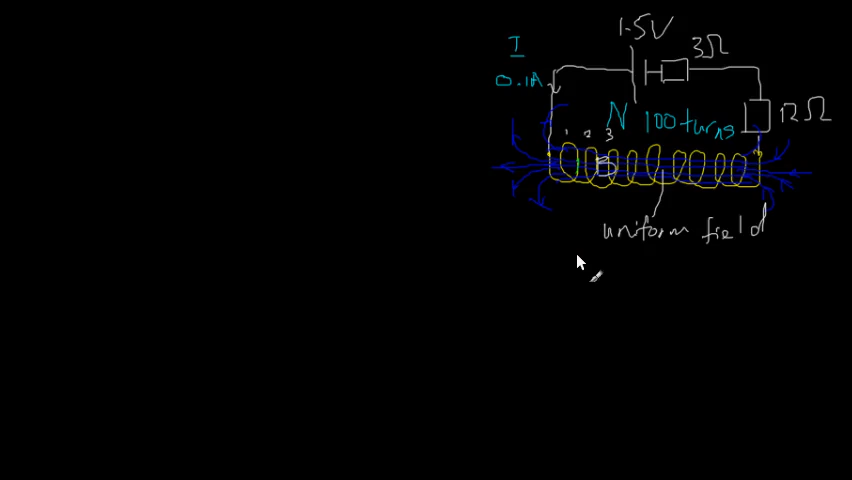 1.5V
I
3Ω
0.1A
N 100 turns
12Ω
1 2 3
B
uniform field